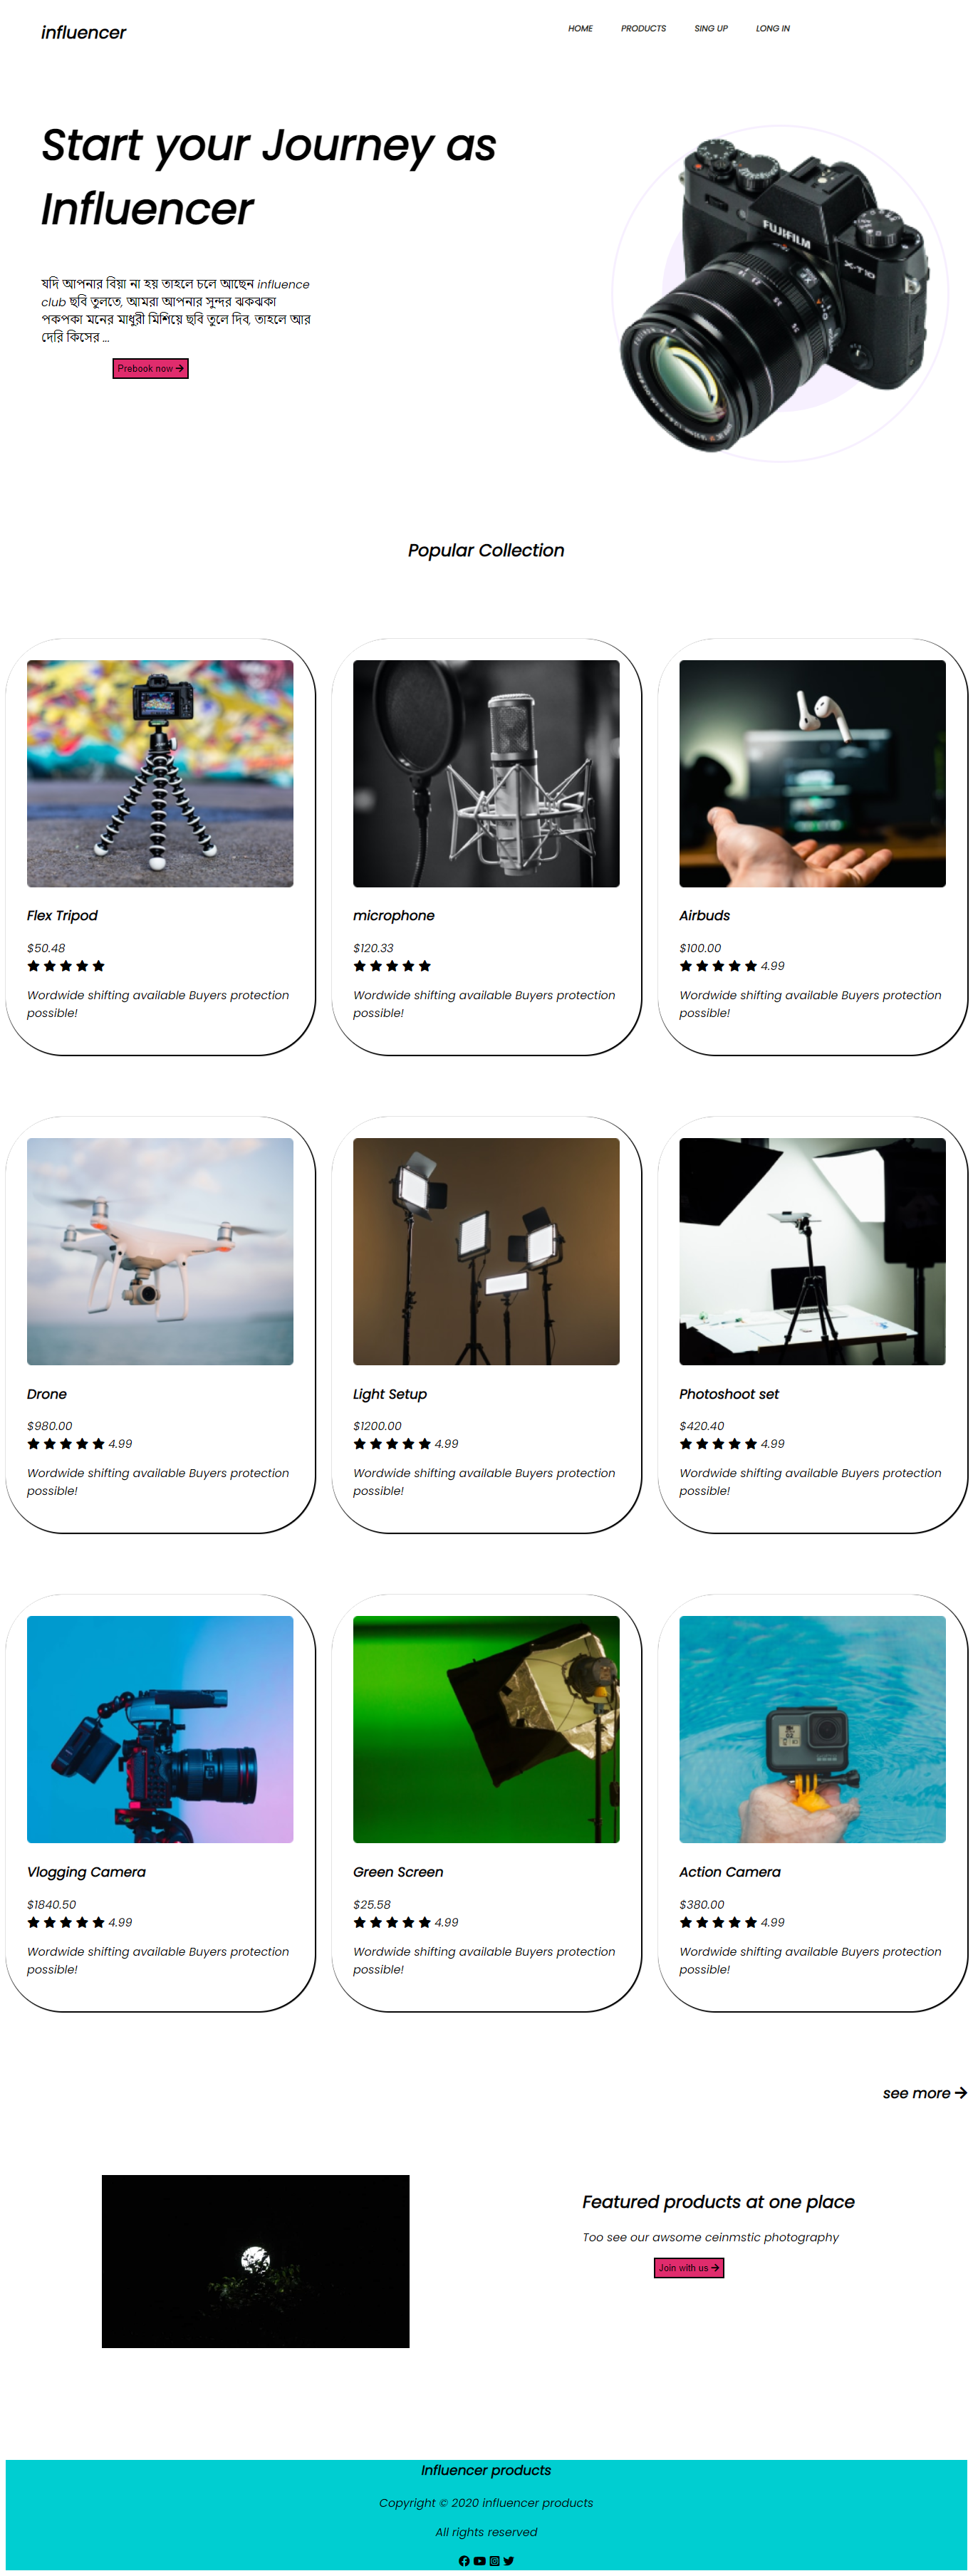 influencer
HOME PRODUCTS SING UP LONG IN
Start your Journey as
Influencer
FUJIFILM
X-T10
যদি আপনার বিয়া না হয় তাহলে চলে আছেন influence
club ছবি তুলতে, আমরা আপনার সুন্দর ঝকঝকা
পকপকা মনের মাধুরী মিশিয়ে ছবি তুলে দিব, তাহলে আর
দেরি কিসের ...
Prebook now
Popular Collection
Flex Tripod
$50.48
Wordwide shifting available Buyers protection
possible!
microphone
$120.33
Wordwide shifting available Buyers protection
possible!
Airbuds
$100.00
4.99
Wordwide shifting available Buyers protection
possible!
Drone
$980.00
4.99
Wordwide shifting available Buyers protection
possible!
Light Setup
$1200.00
4.99
Wordwide shifting available Buyers protection
possible!
Photoshoot set
$420.40
4.99
Wordwide shifting available Buyers protection
possible!
Vlogging Camera
$1840.50
4.99
Wordwide shifting available Buyers protection
possible!
Green Screen
$25.58
4.99
Wordwide shifting available Buyers protection
possible!
Action Camera
$380.00
4.99
Wordwide shifting available Buyers protection
possible!
see more
Featured products at one place
Too see our awsome ceinmstic photography
Join with us
Influencer products
Copyright © 2020 influencer products
All rights reserved